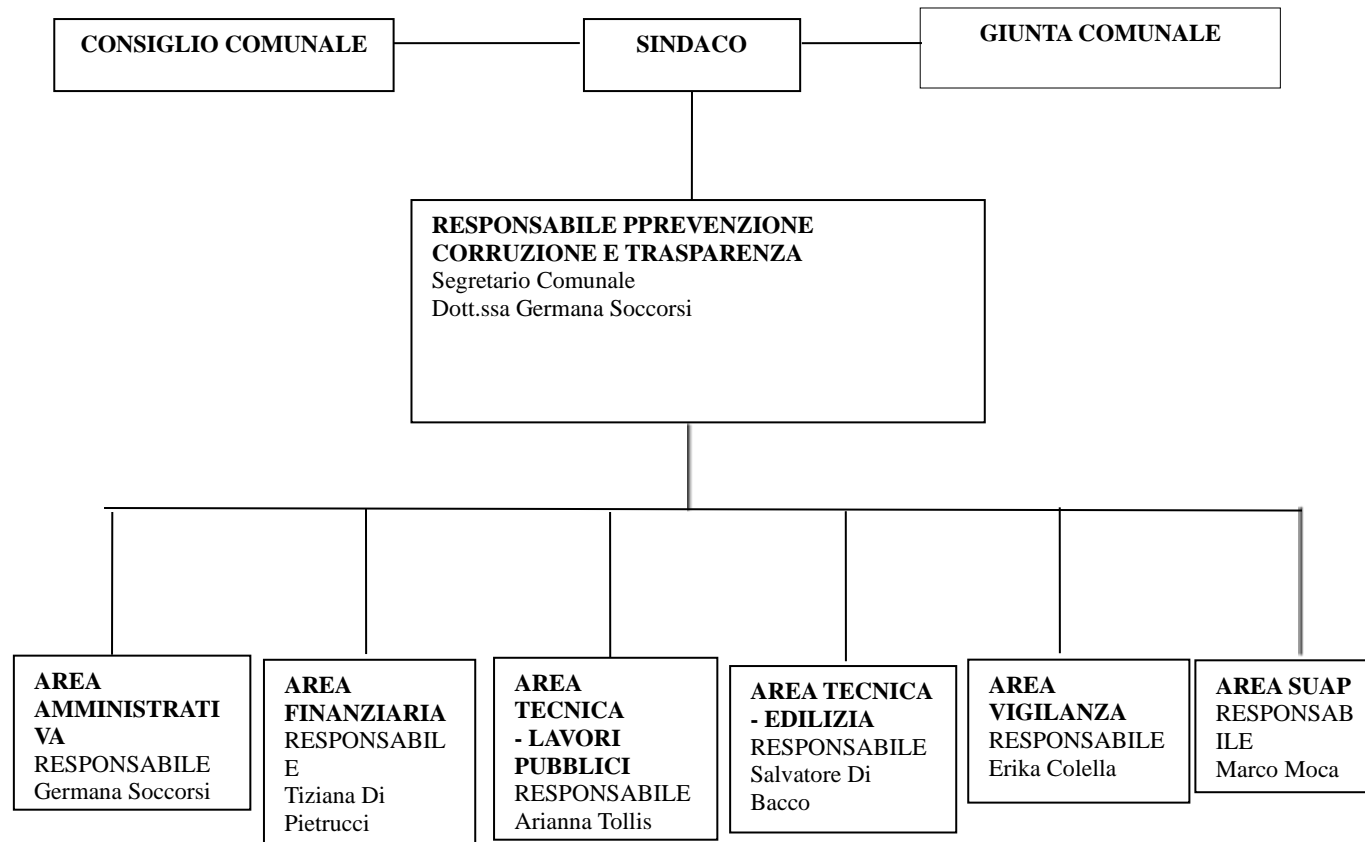 CONSIGLIO COMUNALE
SINDACO
GIUNTA COMUNALE
RESPONSABILE PPREVENZIONE
CORRUZIONE E TRASPARENZA
Segretario Comunale
Dott.ssa Germana Soccorsi
AREA
AMMINISTRATI
VA
RESPONSABILE
Germana Soccorsi
AREA
FINANZIARIA
RESPONSABIL
E
Tiziana Di
Pietrucci
AREA
TECNICA
- LAVORI
PUBBLICI
RESPONSABILE
Arianna Tollis
AREA TECNICA
- EDILIZIA
RESPONSABILE
Salvatore Di
Bacco
AREA
VIGILANZA
RESPONSABILE
Erika Colella
AREA SUAP
RESPONSAB
ILE
Marco Moca